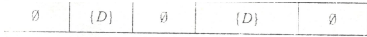 ∅ {D} ∅ {D} ∅